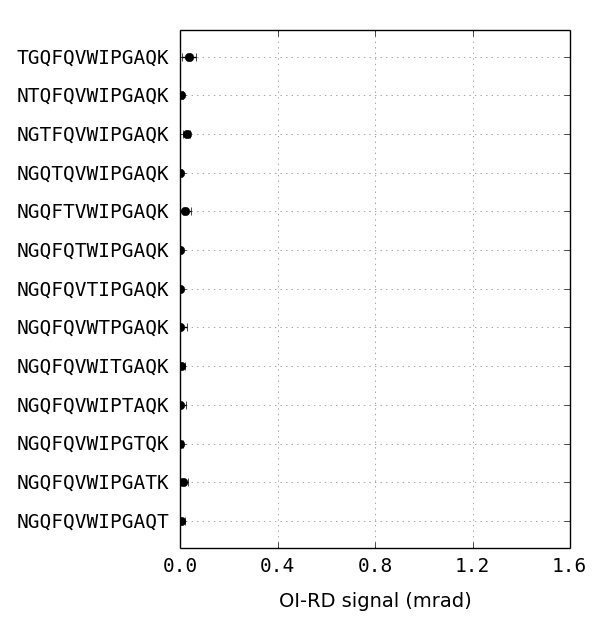 TGQFQVWIPGAQK
NTQFQVWIPGAQK
NGTFQVWIPGAQK
NGQTQVWIPGAQK
NGQFTVWIPGAQK
NGQFQTWIPGAQK
NGQFQVTIPGAQK
NGQFQVWTPGAQK
NGQFQVWITGAQK
NGQFQVWIPTAQK
NGQFQVWIPGTQK
NGQFQVWIPGATK
NGQFQVWIPGAQT
0.0 0.4 0.8 1.2 1.6
OI-RD signal (mrad)